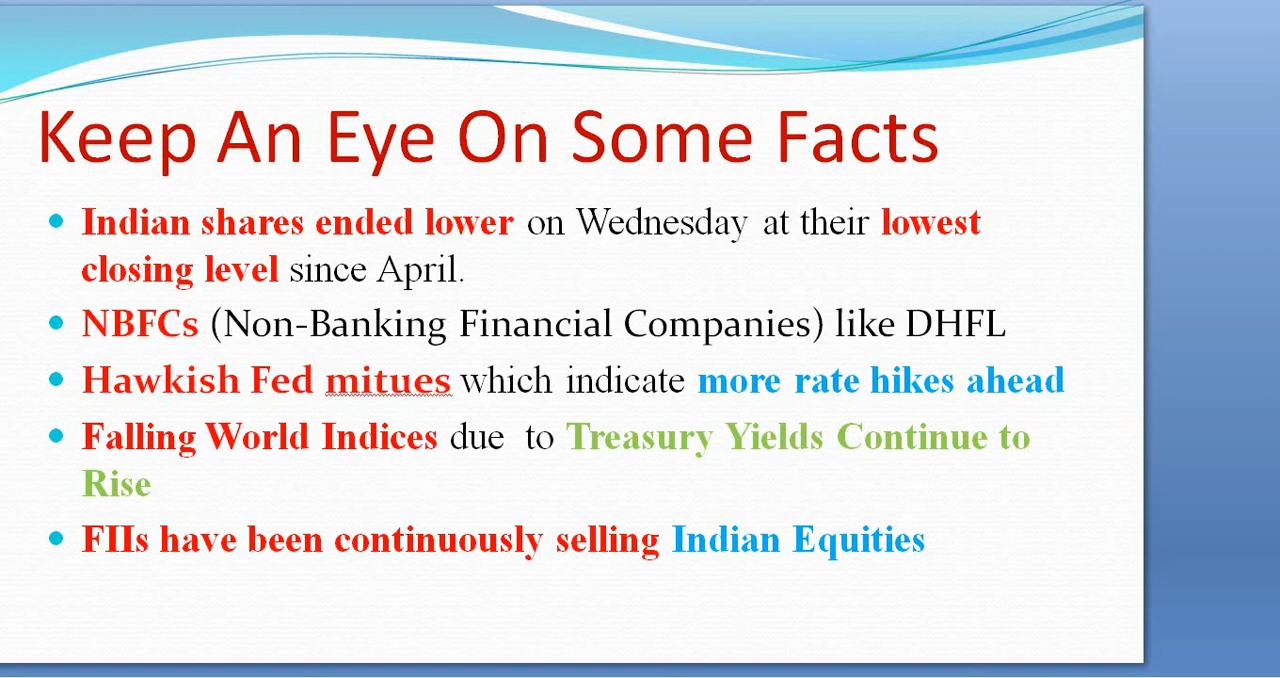 Keep An Eye On Some Facts
Indian shares ended lower on Wednesday at their lowest
closing level since April.
NBFCs (Non-Banking Financial Companies) like DHFL
Hawkish Fed mitues which indicate more rate hikes ahead
Falling World Indices due to Treasury Yields Continue to
Rise
FIIs have been continuously selling Indian Equities